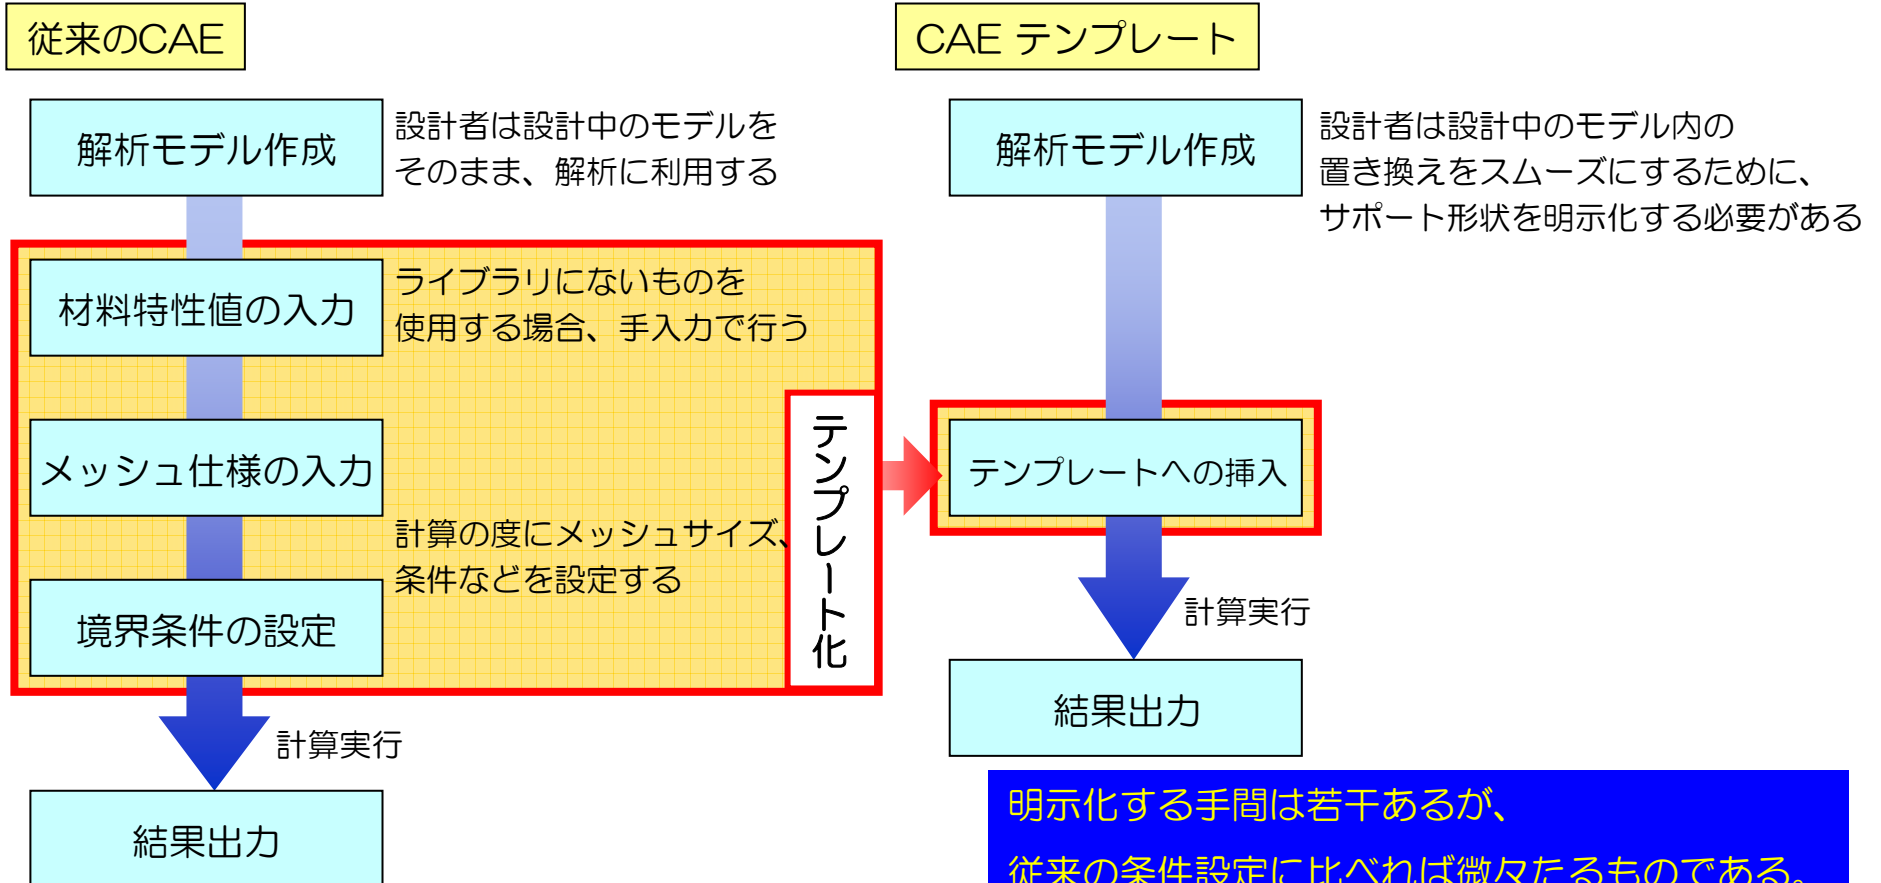 従来のCAE
解析モデル作成
設計者は設計中のモデルを
そのまま、解析に利用する
材料特性値の入力
ライブラリにないものを
使用する場合、手入力で行う
メッシュ仕様の入力
計算の度にメッシュサイズ、
条件などを設定する
境界条件の設定
テンプレート化
計算実行
結果出力
CAE テンプレート
解析モデル作成
設計者は設計中のモデル内の
置き換えをスムーズにするために、
サポート形状を明示化する必要がある
テンプレートへの挿入
計算実行
結果出力
明示化する手間は若干あるが、
従来の条件設定に比べれば微々たるものである。